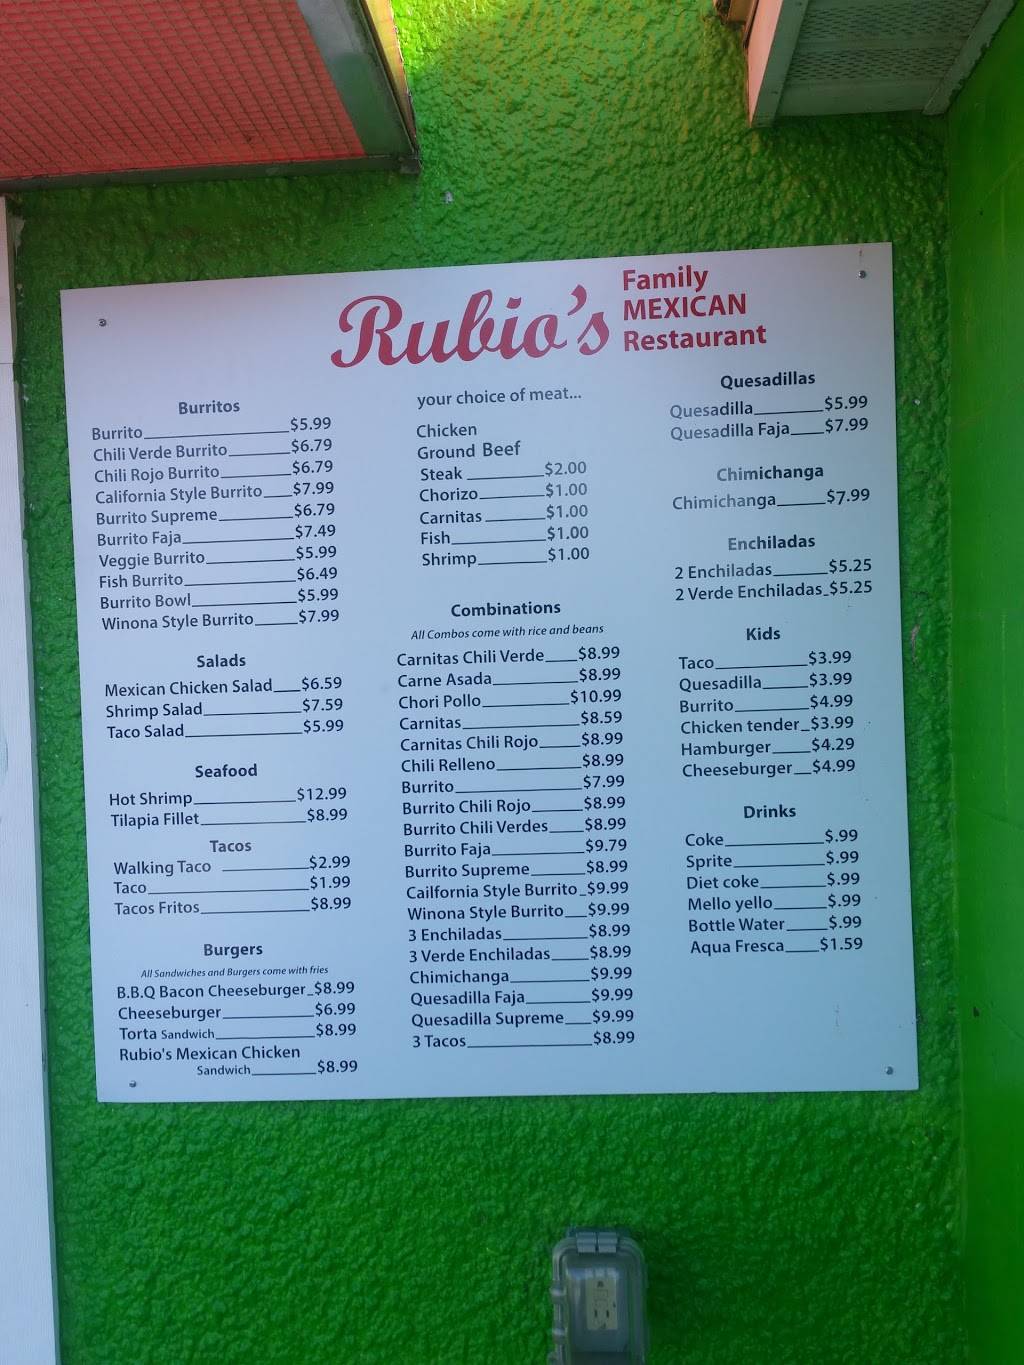 Rubio's
Family
MEXICAN
Restaurant
Burritos
Burrito $5.99
Chili Verde Burrito $6.79
Chili Rojo Burrito $6.79
California Style Burrito $7.99
Burrito Supreme $6.79
Burrito Faja $7.49
Veggie Burrito $5.99
Fish Burrito $6.49
Burrito Bowl $5.99
Winona Style Burrito $7.99
Salads
Mexican Chicken Salad $6.59
Shrimp Salad $7.59
Taco Salad $5.99
Seafood
Hot Shrimp $12.99
Tilapia Fillet $8.99
Tacos
Walking Taco $2.99
Taco $1.99
Tacos Fritos $8.99
Burgers
All Sandwiches and Burgers come with fries
B.B.Q Bacon Cheeseburger $8.99
Cheeseburger $6.99
Torta Sandwich $8.99
Rubio's Mexican Chicken
Sandwich $8.99
your choice of meat...
Chicken
Ground Beef
Steak $2.00
Chorizo $1.00
Carnitas $1.00
Fish $1.00
Shrimp $1.00
Combinations
All Combos come with rice and beans
Carnitas Chili Verde $8.99
Carne Asada $8.99
Chori Pollo $10.99
Carnitas $8.59
Carnitas Chili Rojo $8.99
Chili Relleno $8.99
Burrito $7.99
Burrito Chili Rojo $8.99
Burrito Chili Verdes $8.99
Burrito Faja $9.79
Burrito Supreme $8.99
Cailfornia Style Burrito $9.99
Winona Style Burrito $9.99
3 Enchiladas $8.99
3 Verde Enchiladas $8.99
Chimichanga $9.99
Quesadilla Faja $9.99
Quesadilla Supreme $9.99
3 Tacos $8.99
Quesadillas
Quesadilla $5.99
Quesadilla Faja $7.99
Chimichanga
Chimichanga $7.99
Enchiladas
2 Enchiladas $5.25
2 Verde Enchiladas $5.25
Kids
Taco $3.99
Quesadilla $3.99
Burrito $4.99
Chicken tender $3.99
Hamburger $4.29
Cheeseburger $4.99
Drinks
Coke $.99
Sprite $.99
Diet coke $.99
Mello yello $.99
Bottle Water $.99
Aqua Fresca $1.59